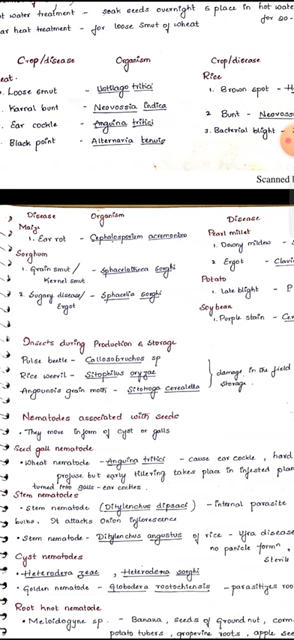 t water treatment - soak seeds overnight & place in hot wate
for 80-
ar heat treatment - for loose smut of wheat
Crop/disease Organism Crop/disease
eat. Rice
. Loose smut - Ustilago tritici 1. Brown spot - H
. Karnal bunt - Neovossia indica 2. Bunt - Neovoss
. Ear cockle - Anguina tritici 3. Bacterial blight -
. Black point - Alternaria tenuis
Scanned
Disease Organism Disease
Maize Pearl millet
1. Ear rot - Cephalosporium acremonieo 1. Downy mildew - S
Sorghum 2. Ergot - Clavi
1. Grain smut / - Sphacelotheca sorghi Potato
Kernel smut 1. Late blight - P
2. Sugary disease/ - Sphacelia sorghi Soybean
Ergot 1. Purple stain - Cer
Insects during Production & Storage
Pulse beetle - Callosobruchos sp
Rice weevil - Sitophilus oryzae damage in the field
Angoumois grain moth - Sitotroga cerealella storage.
Nematodes associated with Seeds
• They move in form of cyst or galls
Seed gall nematode
• Wheat nematode - Anguina tritici - cause ear cockle, hard
profuse but early tillering takes place in infested plan
turned into galls - ear cockles.
Stem nematodes
• Stem nematode - (Ditylenchus dipsaci) - internal parasite
bulbs. It attacks Onion inflorescence
• Stem nematode - Ditylenchus angustus of rice - Ufra disease
no panicle form^n,
Sterile
Cyst nematodes
• Heterodera zeae, Heterodera sorghi
• Golden nematode - Globodera rostochiensis - parasitizes roo
Root knot nematode
• Meloidogyne sp. - Banana, seeds of ground nut, corn.
potato tubers, grapevine roots, apple see